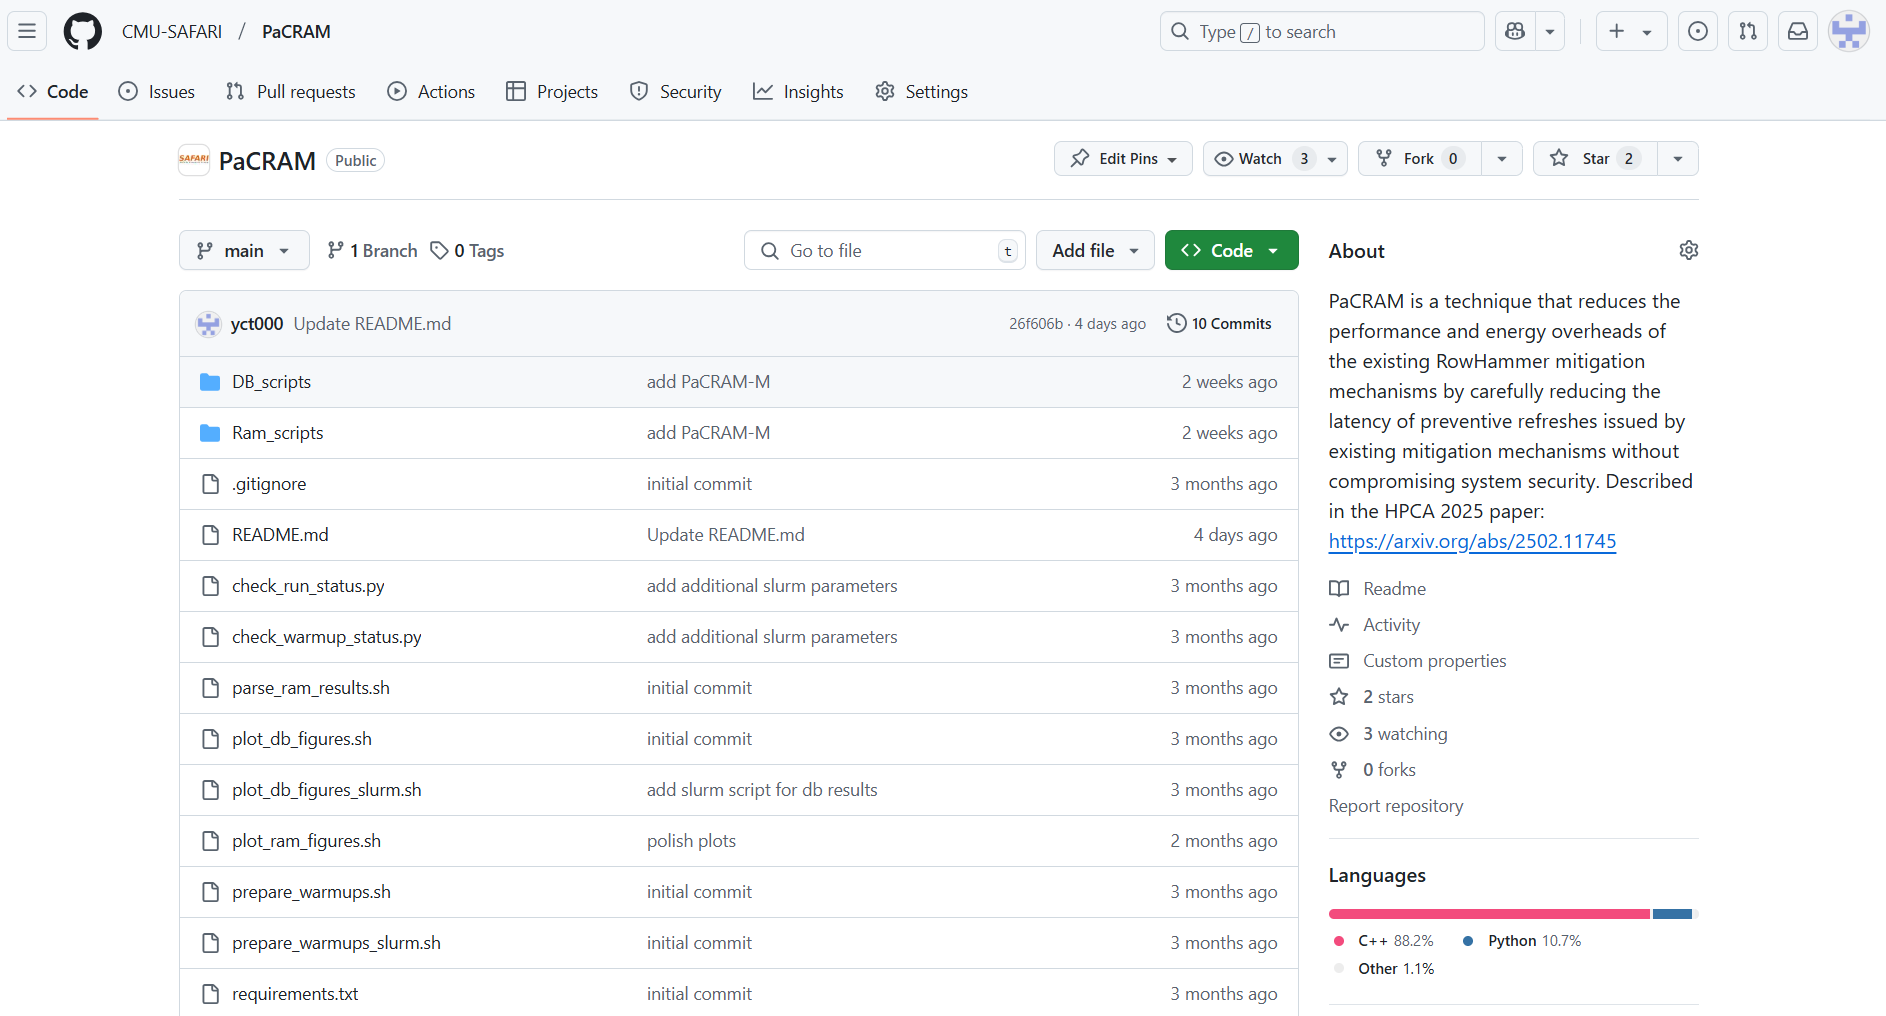 CMU-SAFARI / PaCRAM
Type / to search
Code Issues Pull requests Actions Projects Security Insights Settings
SAFARI PaCRAM Public
Edit Pins Watch 3 Fork 0 Star 2
main 1 Branch 0 Tags Go to file t Add file Code
yct000 Update README.md 26f606b · 4 days ago 10 Commits
DB_scripts add PaCRAM-M 2 weeks ago
Ram_scripts add PaCRAM-M 2 weeks ago
.gitignore initial commit 3 months ago
README.md Update README.md 4 days ago
check_run_status.py add additional slurm parameters 3 months ago
check_warmup_status.py add additional slurm parameters 3 months ago
parse_ram_results.sh initial commit 3 months ago
plot_db_figures.sh initial commit 3 months ago
plot_db_figures_slurm.sh add slurm script for db results 3 months ago
plot_ram_figures.sh polish plots 2 months ago
prepare_warmups.sh initial commit 3 months ago
prepare_warmups_slurm.sh initial commit 3 months ago
requirements.txt initial commit 3 months ago
About
PaCRAM is a technique that reduces the
performance and energy overheads of
the existing RowHammer mitigation
mechanisms by carefully reducing the
latency of preventive refreshes issued by
existing mitigation mechanisms without
compromising system security. Described
in the HPCA 2025 paper:
https://arxiv.org/abs/2502.11745
Readme
Activity
Custom properties
2 stars
3 watching
0 forks
Report repository
Languages
C++ 88.2% Python 10.7%
Other 1.1%